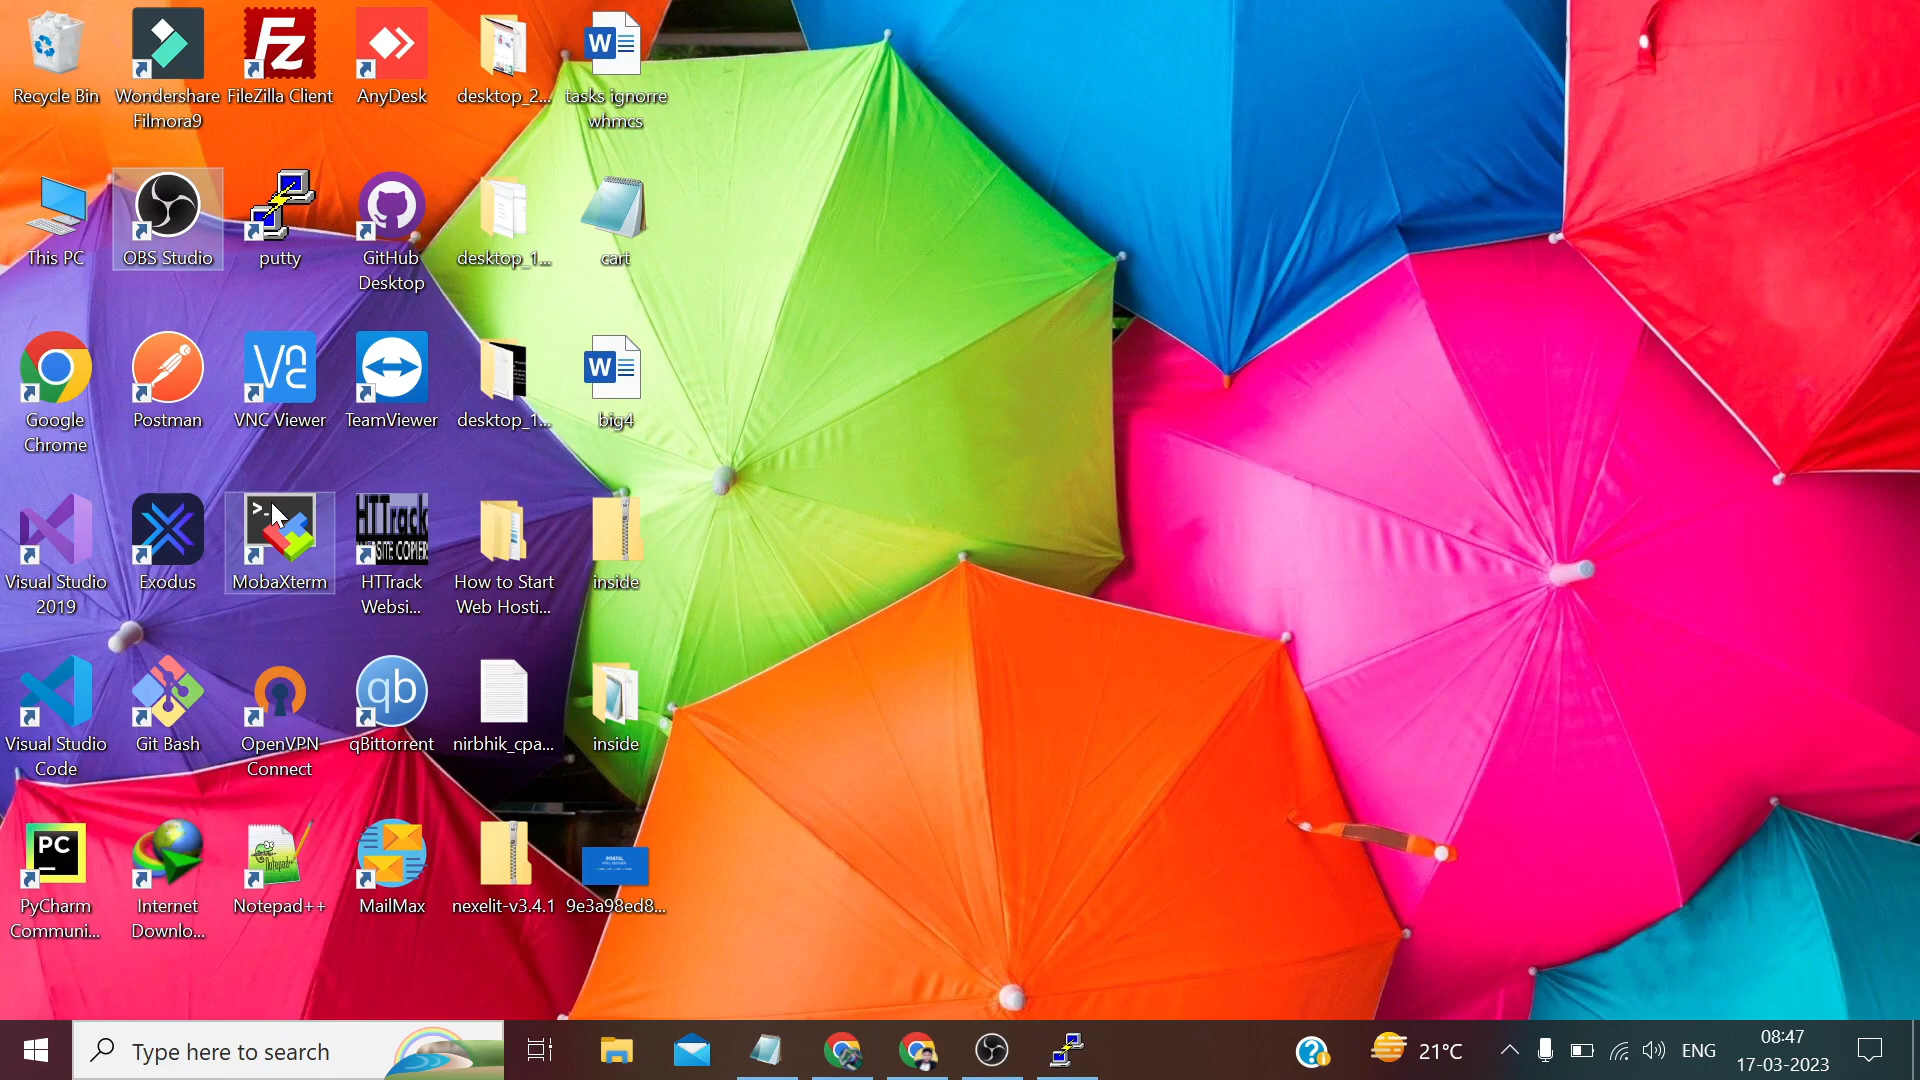 Recycle Bin
Wondershare
Filmora9
FileZilla Client
AnyDesk
desktop_2...
tasks ignorre
whmcs
This PC
OBS Studio
putty
GitHub
Desktop
desktop_1...
cart
Google
Chrome
Postman
VNC Viewer
TeamViewer
desktop_1...
big4
Visual Studio
2019
Exodus
MobaXterm
HTTrack
Websi...
How to Start
Web Hosti...
inside
Visual Studio
Code
Git Bash
OpenVPN
Connect
qBittorrent
nirbhik_cpa...
inside
PyCharm
Communi...
Internet
Downlo...
Notepad++
MailMax
nexelit-v3.4.1
9e3a98ed8...
Type here to search
21°C
ENG
08:47
17-03-2023